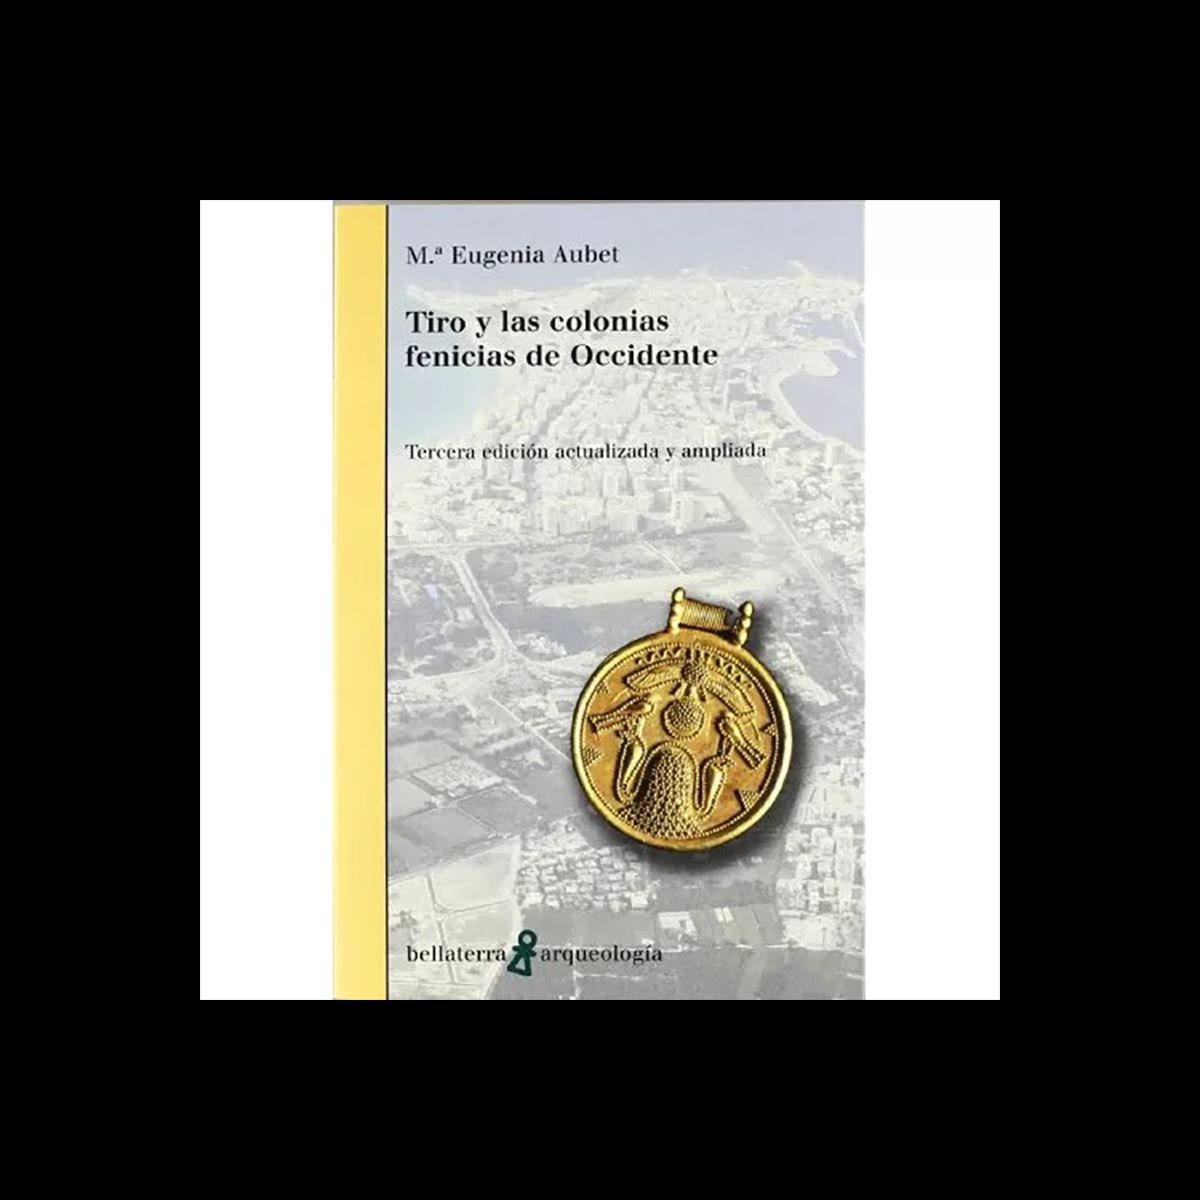 M.ª Eugenia Aubet
Tiro y las colonias
fenicias de Occidente
Tercera edición actualizada y ampliada
bellaterra arqueología